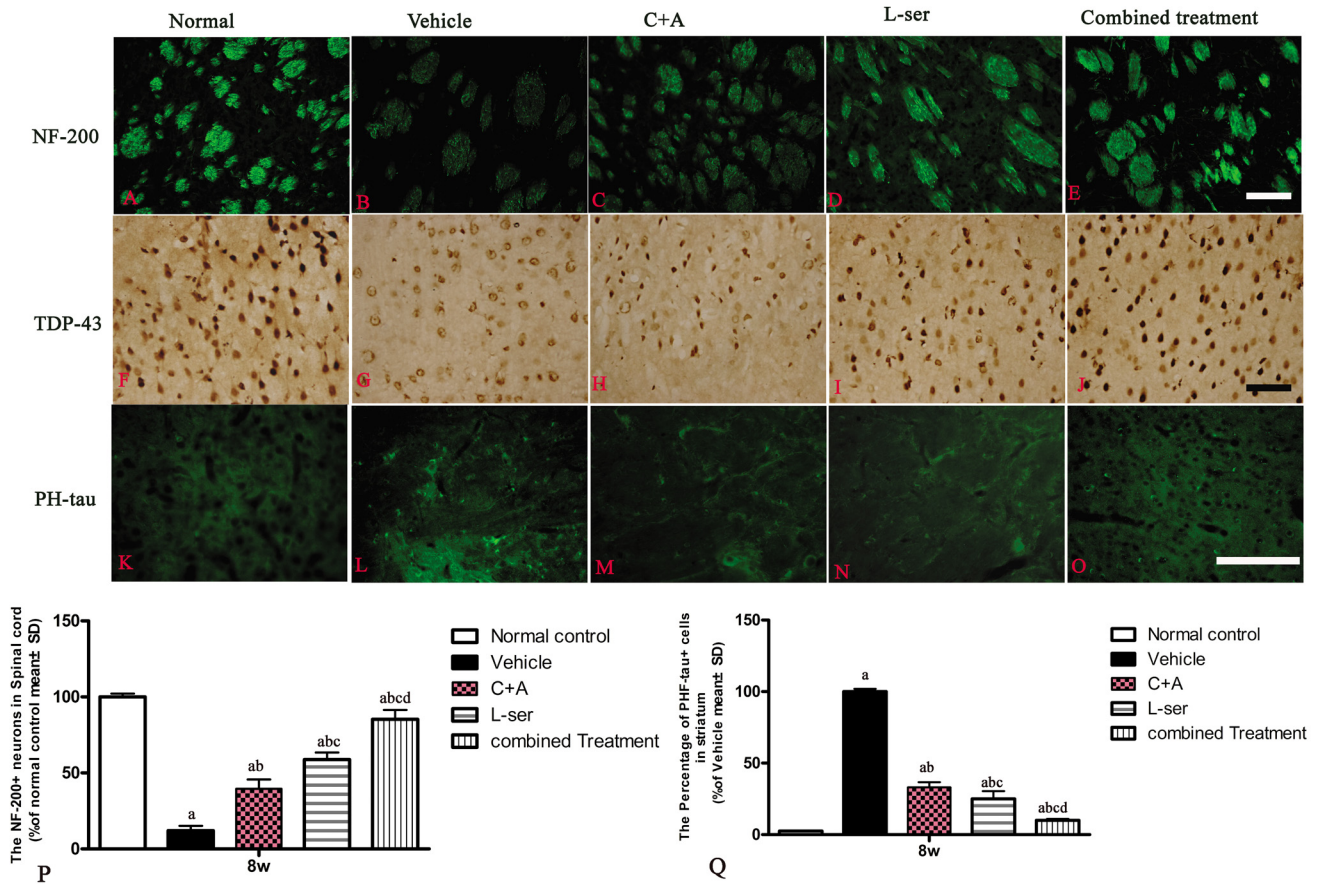 Normal Vehicle C+A L-ser Combined treatment
NF-200
A B C D E
TDP-43
F G H I J
PH-tau
K L M N O
The NF-200+ neurons in Spinal cord
(%of normal control mean± SD)
150
100
50
0
a
ab
abc
abcd
8w
Normal control
Vehicle
C+A
L-ser
combined Treatment
P
The Percentage of PHF-tau+ cells
in striatum
(%of Vehicle mean± SD)
150
100
50
0
a
ab
abc
abcd
8w
Normal control
Vehicle
C+A
L-ser
combined Treatment
Q